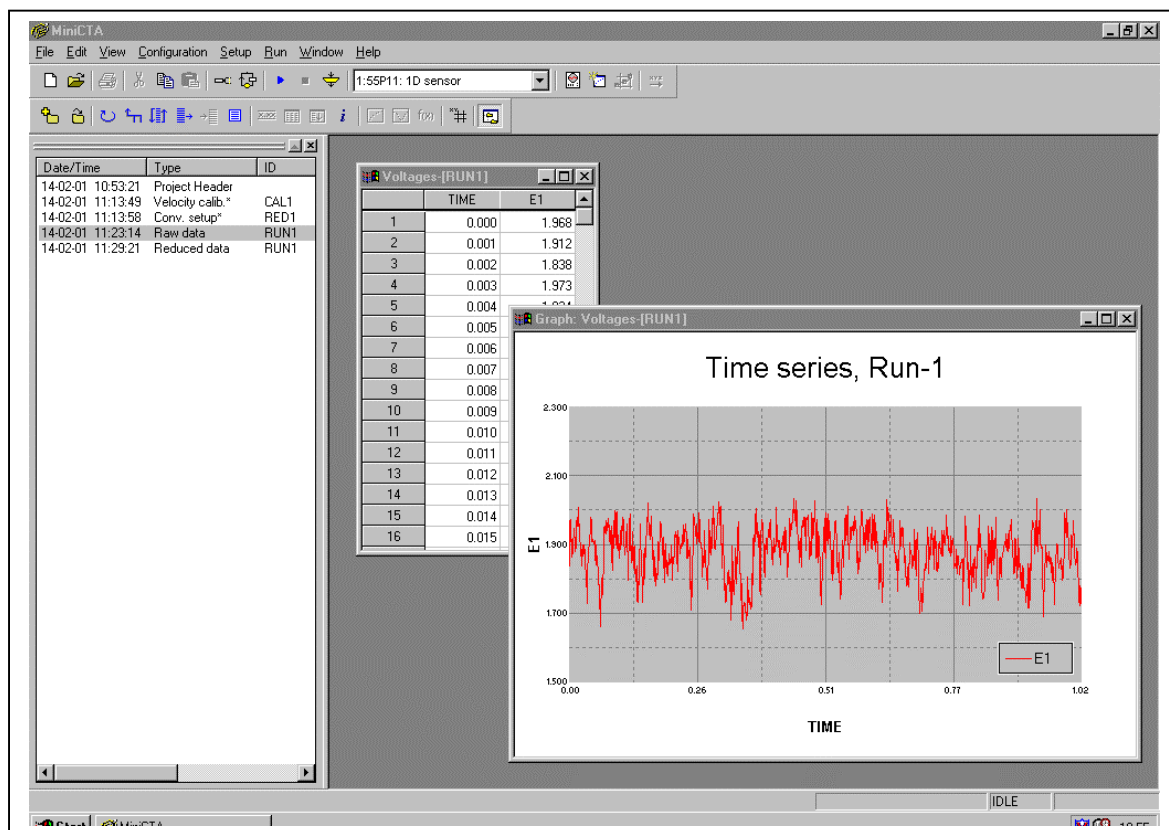 MiniCTA
File Edit View Configuration Setup Run Window Help
1:55P11: 1D sensor
Date/Time Type ID
14-02-01 10:53:21 Project Header
14-02-01 11:13:49 Velocity calib.* CAL1
14-02-01 11:13:58 Conv. setup* RED1
14-02-01 11:23:14 Raw data RUN1
14-02-01 11:29:21 Reduced data RUN1
Voltages-[RUN1]
TIME E1
1 0.000 1.968
2 0.001 1.912
3 0.002 1.838
4 0.003 1.973
5 0.004
6 0.005
7 0.006
8 0.007
9 0.008
10 0.009
11 0.010
12 0.011
13 0.012
14 0.013
15 0.014
16 0.015
Graph: Voltages-[RUN1]
Time series, Run-1
2.300
2.100
1.900
1.700
1.500
E1
0.00 0.26 0.51 0.77 1.02
TIME
E1
IDLE
Start MiniCTA